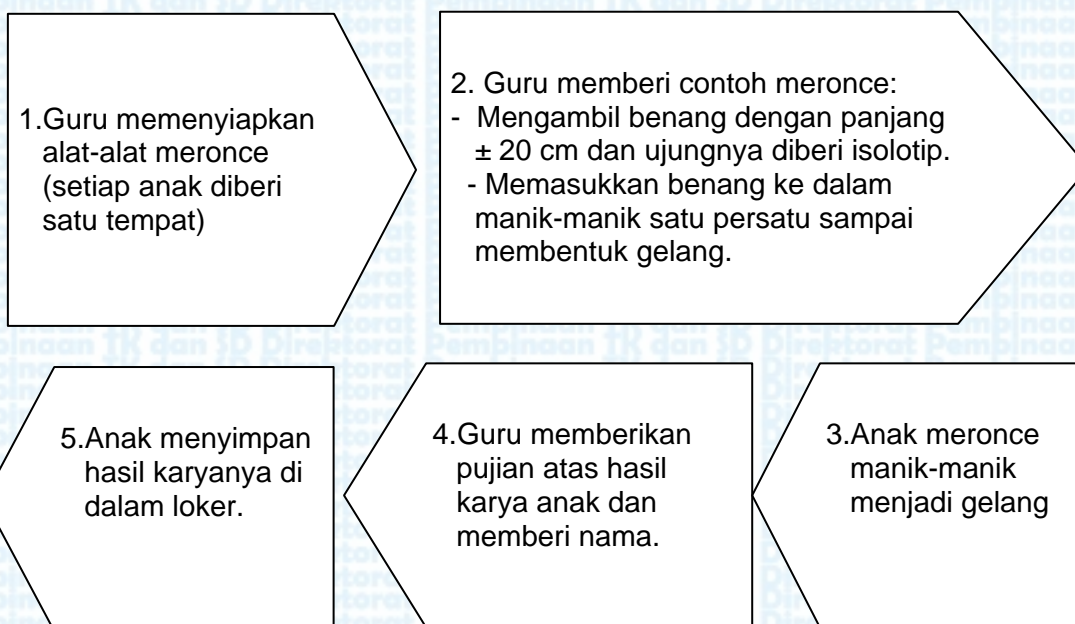 1.Guru memenyiapkan
alat-alat meronce
(setiap anak diberi
satu tempat)
2. Guru memberi contoh meronce:
- Mengambil benang dengan panjang
± 20 cm dan ujungnya diberi isolotip.
- Memasukkan benang ke dalam
manik-manik satu persatu sampai
membentuk gelang.
3.Anak meronce
manik-manik
menjadi gelang
4.Guru memberikan
pujian atas hasil
karya anak dan
memberi nama.
5.Anak menyimpan
hasil karyanya di
dalam loker.